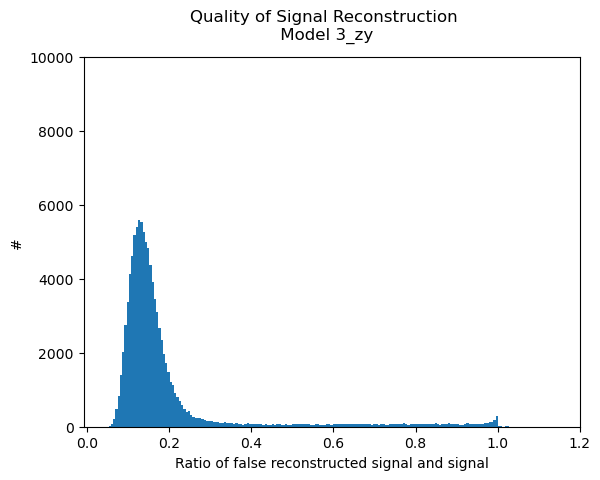 Quality of Signal Reconstruction
Model 3_zy
10000
8000
6000
4000
2000
0
#
0.0 0.2 0.4 0.6 0.8 1.0 1.2
Ratio of false reconstructed signal and signal